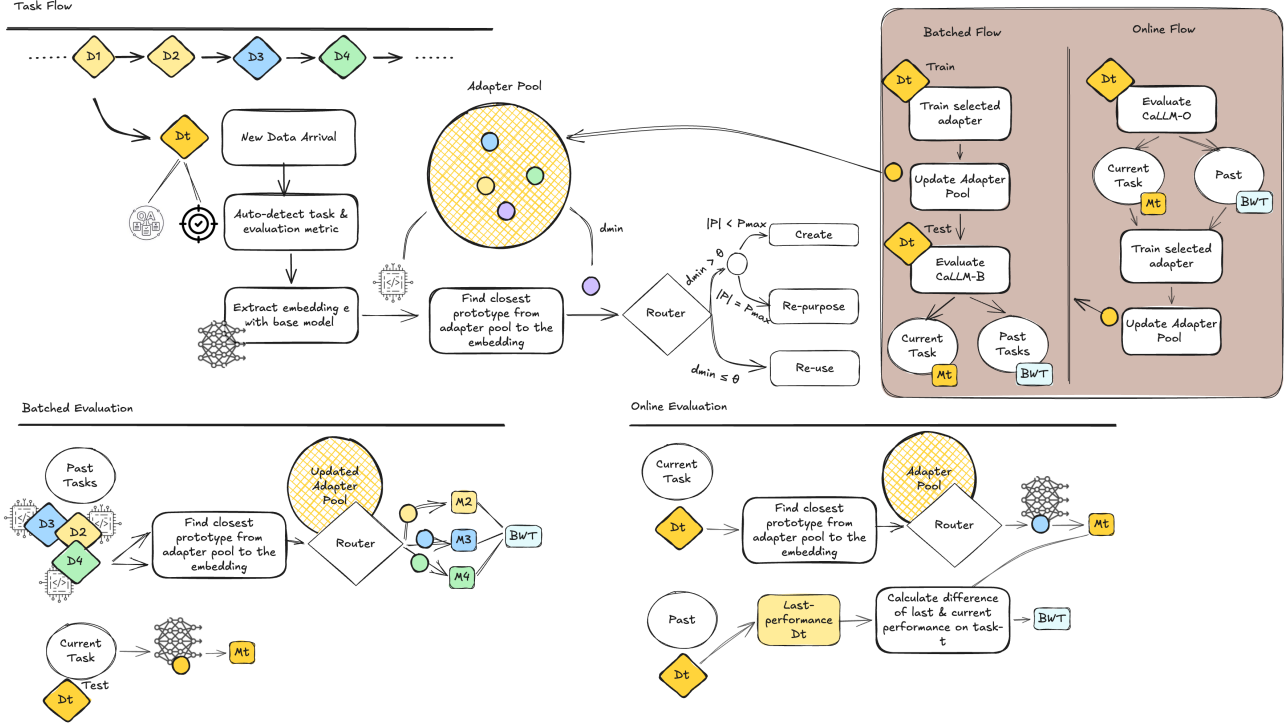 Task Flow
D1
D2
D3
D4
Dt
QA
New Data Arrival
Auto-detect task &
evaluation metric
Extract embedding e
with base model
</>
Adapter Pool
dmin
Find closest
prototype from
adapter pool to the
embedding
Router
dmin > θ
|P| < Pmax
|P| = Pmax
dmin ≤ θ
Create
Re-purpose
Re-use
Batched Flow
Dt
Train
Train selected
adapter
Update Adapter
Pool
Dt
Test
Evaluate
CaLLM-B
Current
Task
Mt
Past
Tasks
BWT
Online Flow
Dt
Evaluate
CaLLM-O
Current
Task
Mt
Past
BWT
Train selected
adapter
Update Adapter
Pool
Batched Evaluation
Past
Tasks
</>
D3
D2
</>
D4
</>
Find closest
prototype from
adapter pool to the
embedding
Updated
Adapter
Pool
Router
M2
M3
M4
BWT
Current
Task
Dt
Test
Mt
Online Evaluation
Current
Task
Dt
Find closest
prototype from
adapter pool to the
embedding
Adapter
Pool
Router
Mt
Past
Dt
Last-
performance
Dt
Calculate difference
of last & current
performance on task-
t
BWT